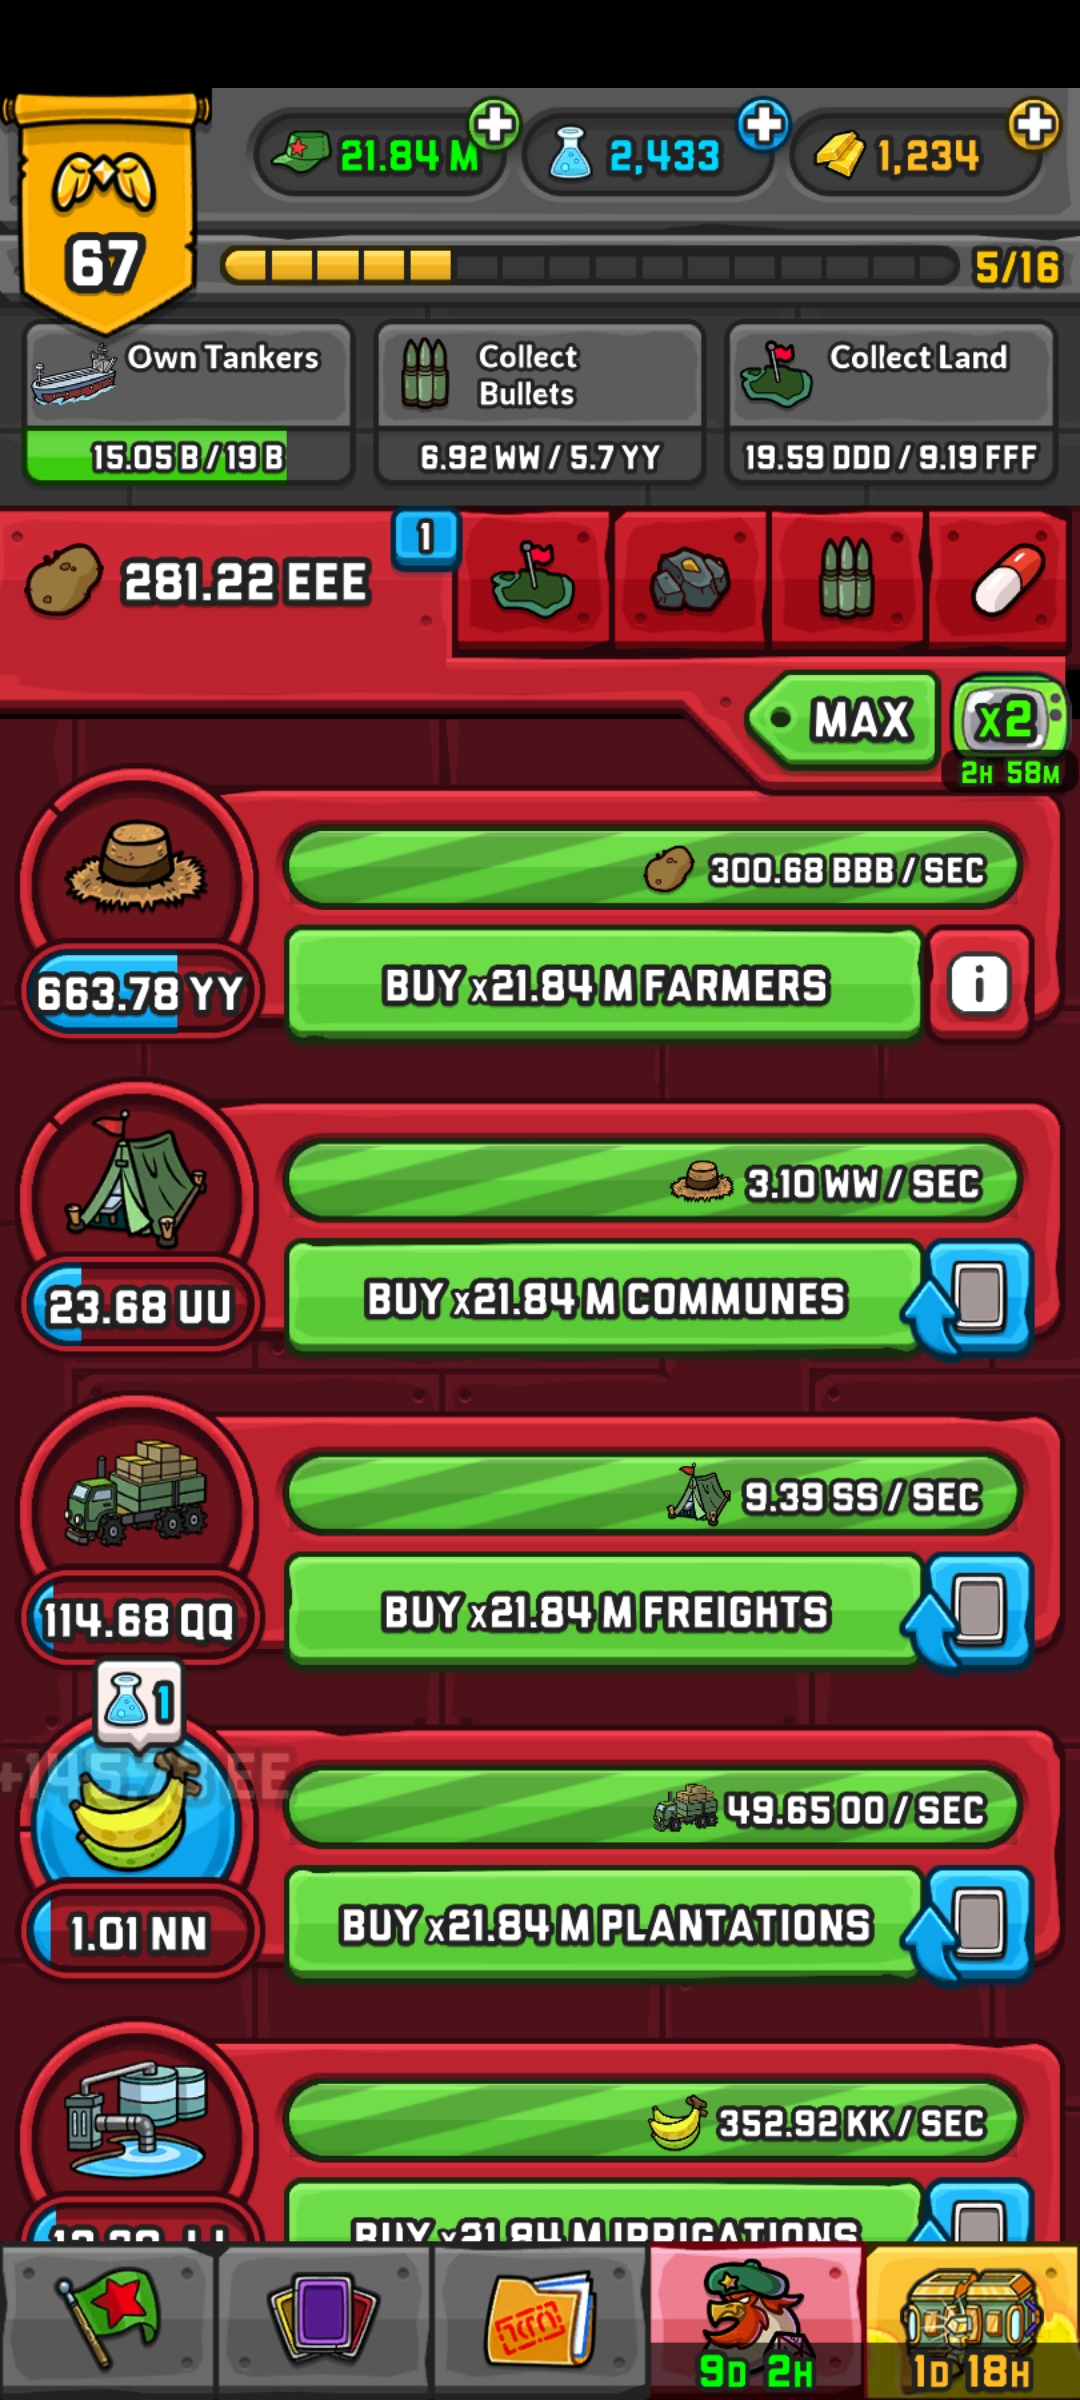 21.84 M
2,433
1,234
67
5/16
Own Tankers
15.05 B / 19 B
Collect
Bullets
6.92 WW / 5.7 YY
Collect Land
19.59 DDD / 9.19 FFF
281.22 EEE
1
MAX
x2
2H 58M
300.68 BBB / SEC
663.78 YY
BUY x21.84 M FARMERS
i
3.10 WW / SEC
23.68 UU
BUY x21.84 M COMMUNES
9.39 SS / SEC
114.68 QQ
BUY x21.84 M FREIGHTS
1
49.65 OO / SEC
1.01 NN
BUY x21.84 M PLANTATIONS
352.92 KK / SEC
BUY x21.84 M IRRIGATIONS
9D 2H
1D 18H